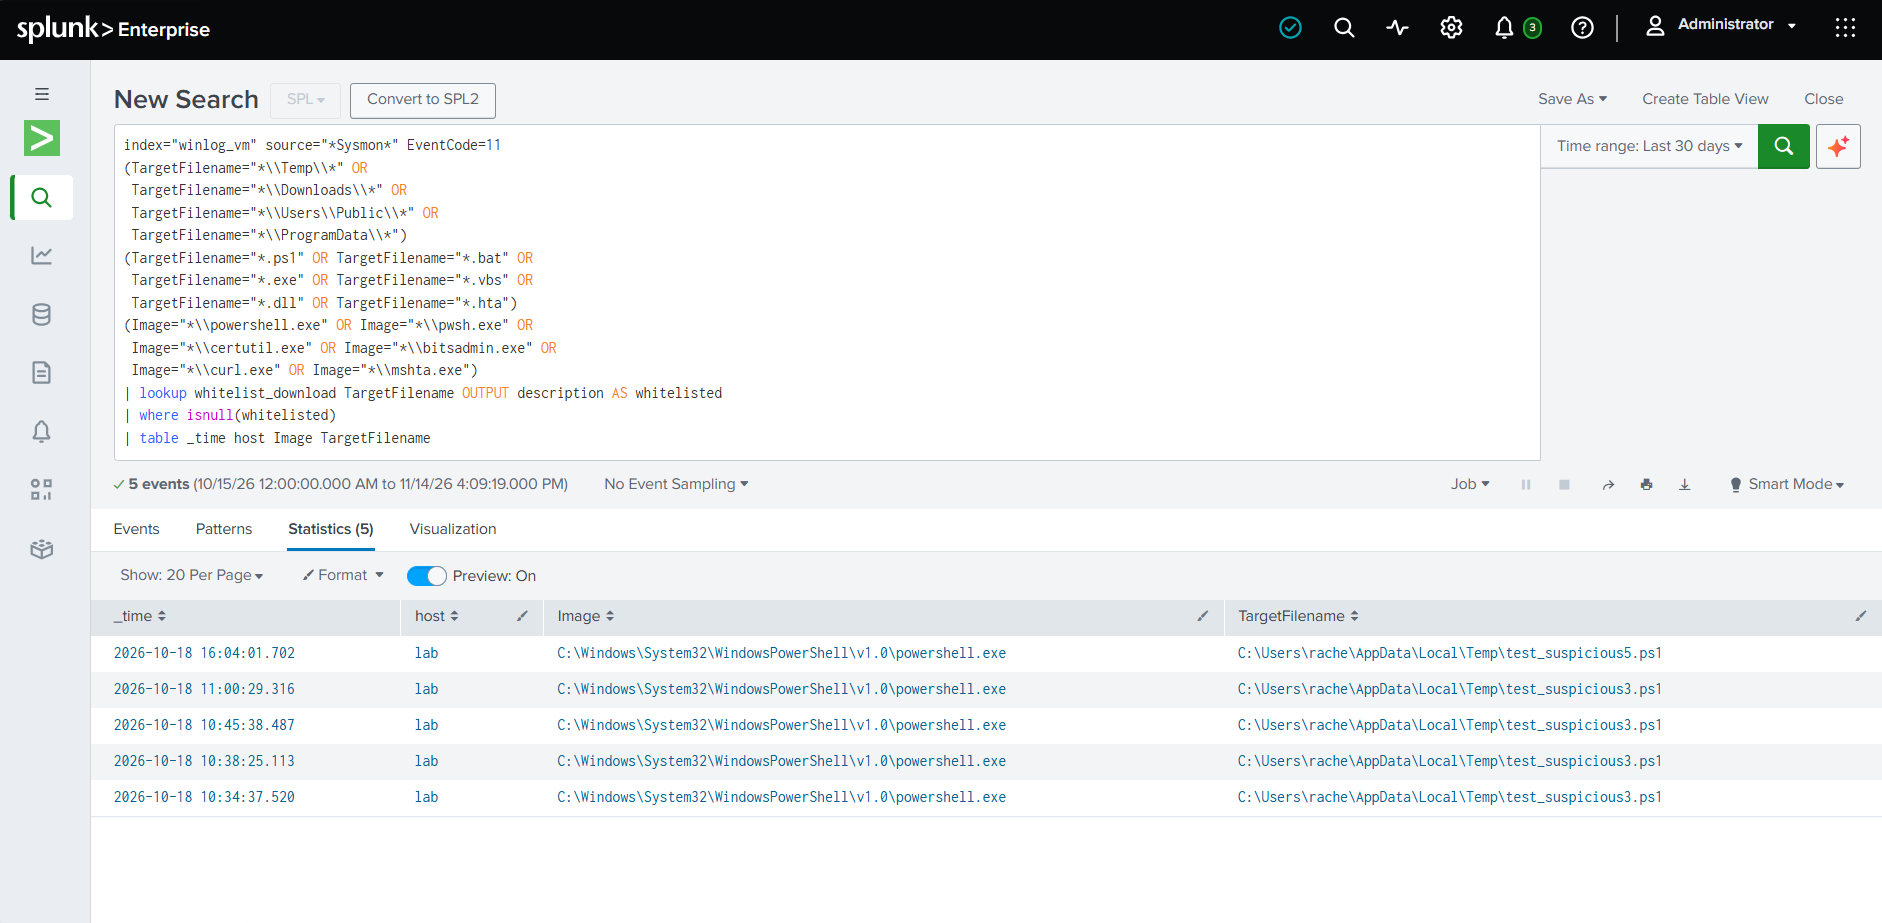 splunk> Enterprise
3
Administrator
New Search
SPL
Convert to SPL2
Save As
Create Table View
Close
index="winlog_vm" source="*Sysmon*" EventCode=11
(TargetFilename="*\\Temp\\*" OR
TargetFilename="*\\Downloads\\*" OR
TargetFilename="*\\Users\\Public\\*" OR
TargetFilename="*\\ProgramData\\*")
(TargetFilename="*.ps1" OR TargetFilename="*.bat" OR
TargetFilename="*.exe" OR TargetFilename="*.vbs" OR
TargetFilename="*.dll" OR TargetFilename="*.hta")
(Image="*\\powershell.exe" OR Image="*\\pwsh.exe" OR
Image="*\\certutil.exe" OR Image="*\\bitsadmin.exe" OR
Image="*\\curl.exe" OR Image="*\\mshta.exe")
| lookup whitelist_download TargetFilename OUTPUT description AS whitelisted
| where isnull(whitelisted)
| table _time host Image TargetFilename
Time range: Last 30 days
5 events (10/15/26 12:00:00.000 AM to 11/14/26 4:09:19.000 PM)
No Event Sampling
Job
Smart Mode
Events
Patterns
Statistics (5)
Visualization
Show: 20 Per Page
Format
Preview: On
_time host Image TargetFilename
2026-10-18 16:04:01.702 lab C:\Windows\System32\WindowsPowerShell\v1.0\powershell.exe C:\Users\rache\AppData\Local\Temp\test_suspicious5.ps1
2026-10-18 11:00:29.316 lab C:\Windows\System32\WindowsPowerShell\v1.0\powershell.exe C:\Users\rache\AppData\Local\Temp\test_suspicious3.ps1
2026-10-18 10:45:38.487 lab C:\Windows\System32\WindowsPowerShell\v1.0\powershell.exe C:\Users\rache\AppData\Local\Temp\test_suspicious3.ps1
2026-10-18 10:38:25.113 lab C:\Windows\System32\WindowsPowerShell\v1.0\powershell.exe C:\Users\rache\AppData\Local\Temp\test_suspicious3.ps1
2026-10-18 10:34:37.520 lab C:\Windows\System32\WindowsPowerShell\v1.0\powershell.exe C:\Users\rache\AppData\Local\Temp\test_suspicious3.ps1